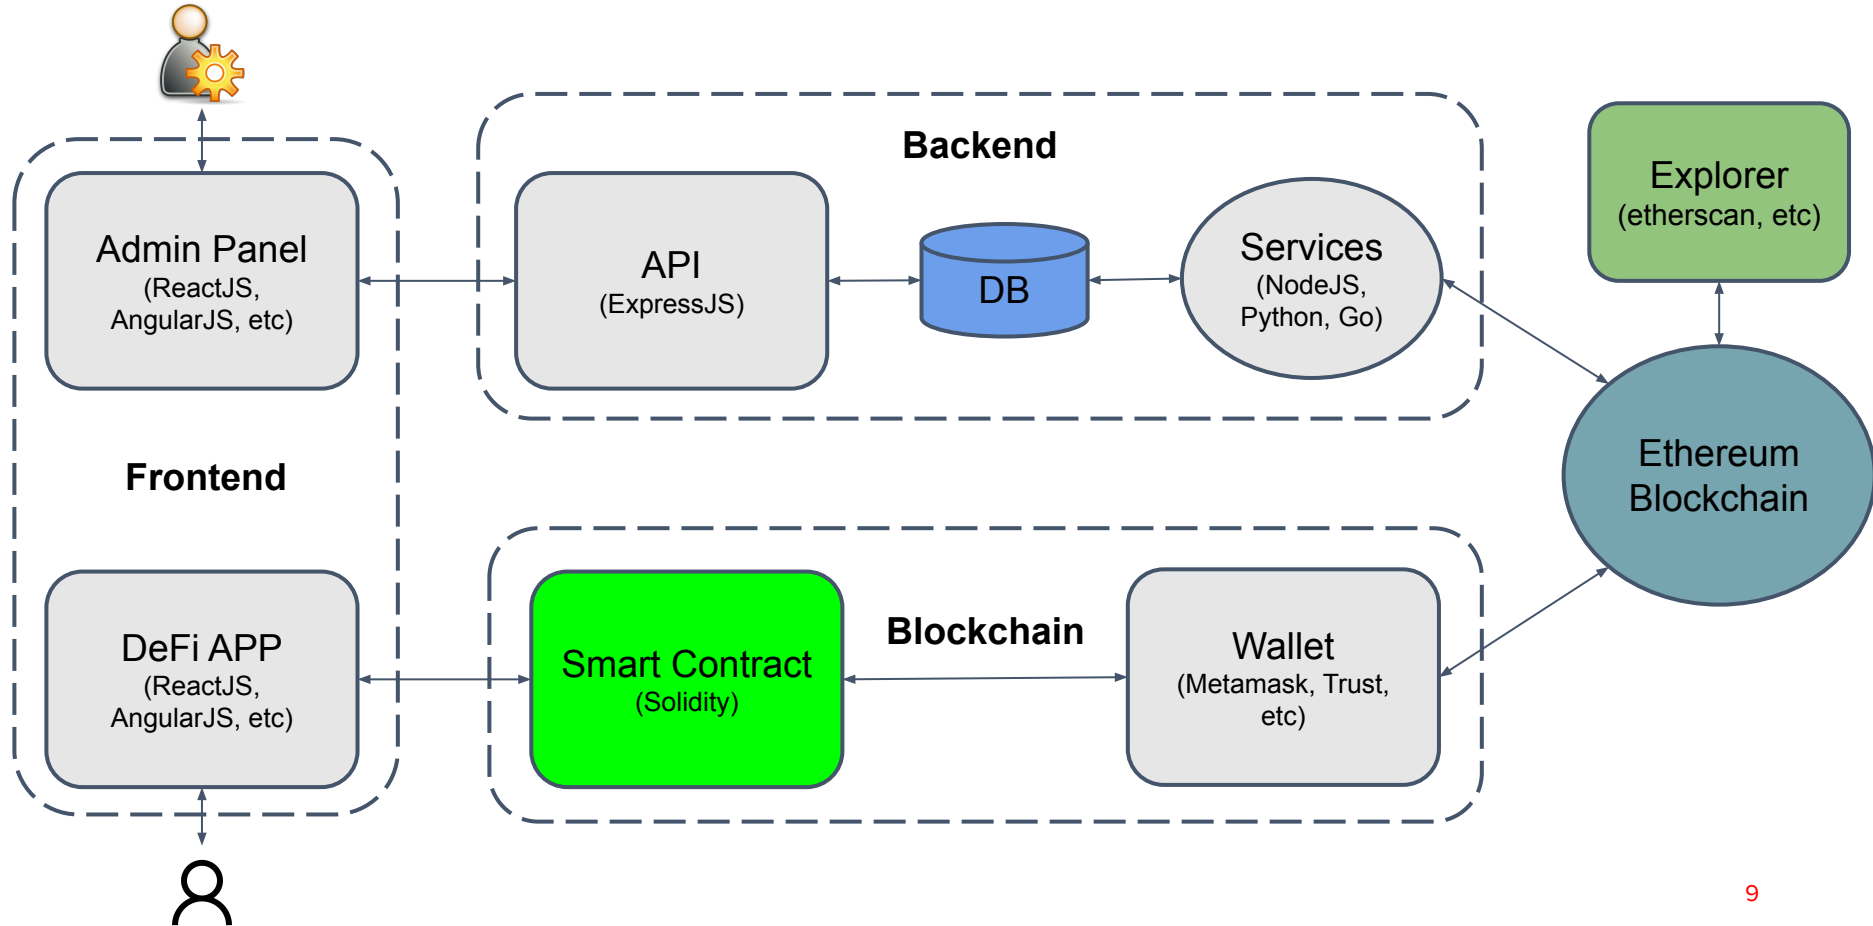 Backend
Explorer
(etherscan, etc)
Admin Panel
(ReactJS,
AngularJS, etc)
API
(ExpressJS)
DB
Services
(NodeJS,
Python, Go)
Frontend
Ethereum
Blockchain
DeFi APP
(ReactJS,
AngularJS, etc)
Smart Contract
(Solidity)
Blockchain
Wallet
(Metamask, Trust,
etc)
9